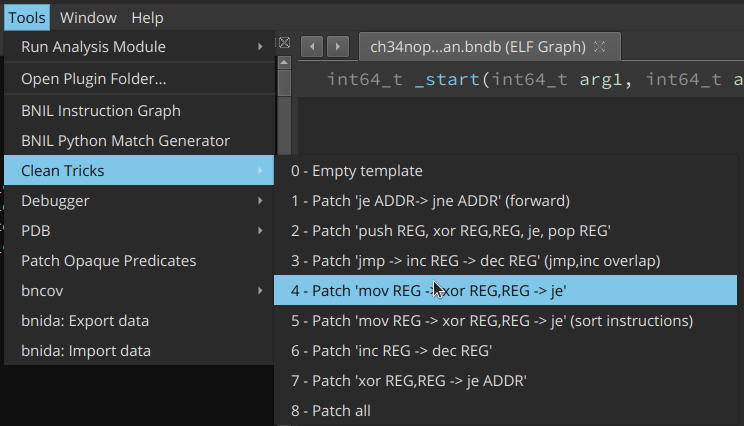 Tools Window Help
Run Analysis Module
ch34nop...an.bndb (ELF Graph)
Open Plugin Folder...
int64_t _start(int64_t arg1, int64_t a
BNIL Instruction Graph
BNIL Python Match Generator
Clean Tricks
Debugger
PDB
Patch Opaque Predicates
bncov
bnida: Export data
bnida: Import data
0 - Empty template
1 - Patch 'je ADDR-> jne ADDR' (forward)
2 - Patch 'push REG, xor REG,REG, je, pop REG'
3 - Patch 'jmp -> inc REG -> dec REG' (jmp,inc overlap)
4 - Patch 'mov REG -> xor REG,REG -> je'
5 - Patch 'mov REG -> xor REG,REG -> je' (sort instructions)
6 - Patch 'inc REG -> dec REG'
7 - Patch 'xor REG,REG -> je ADDR'
8 - Patch all